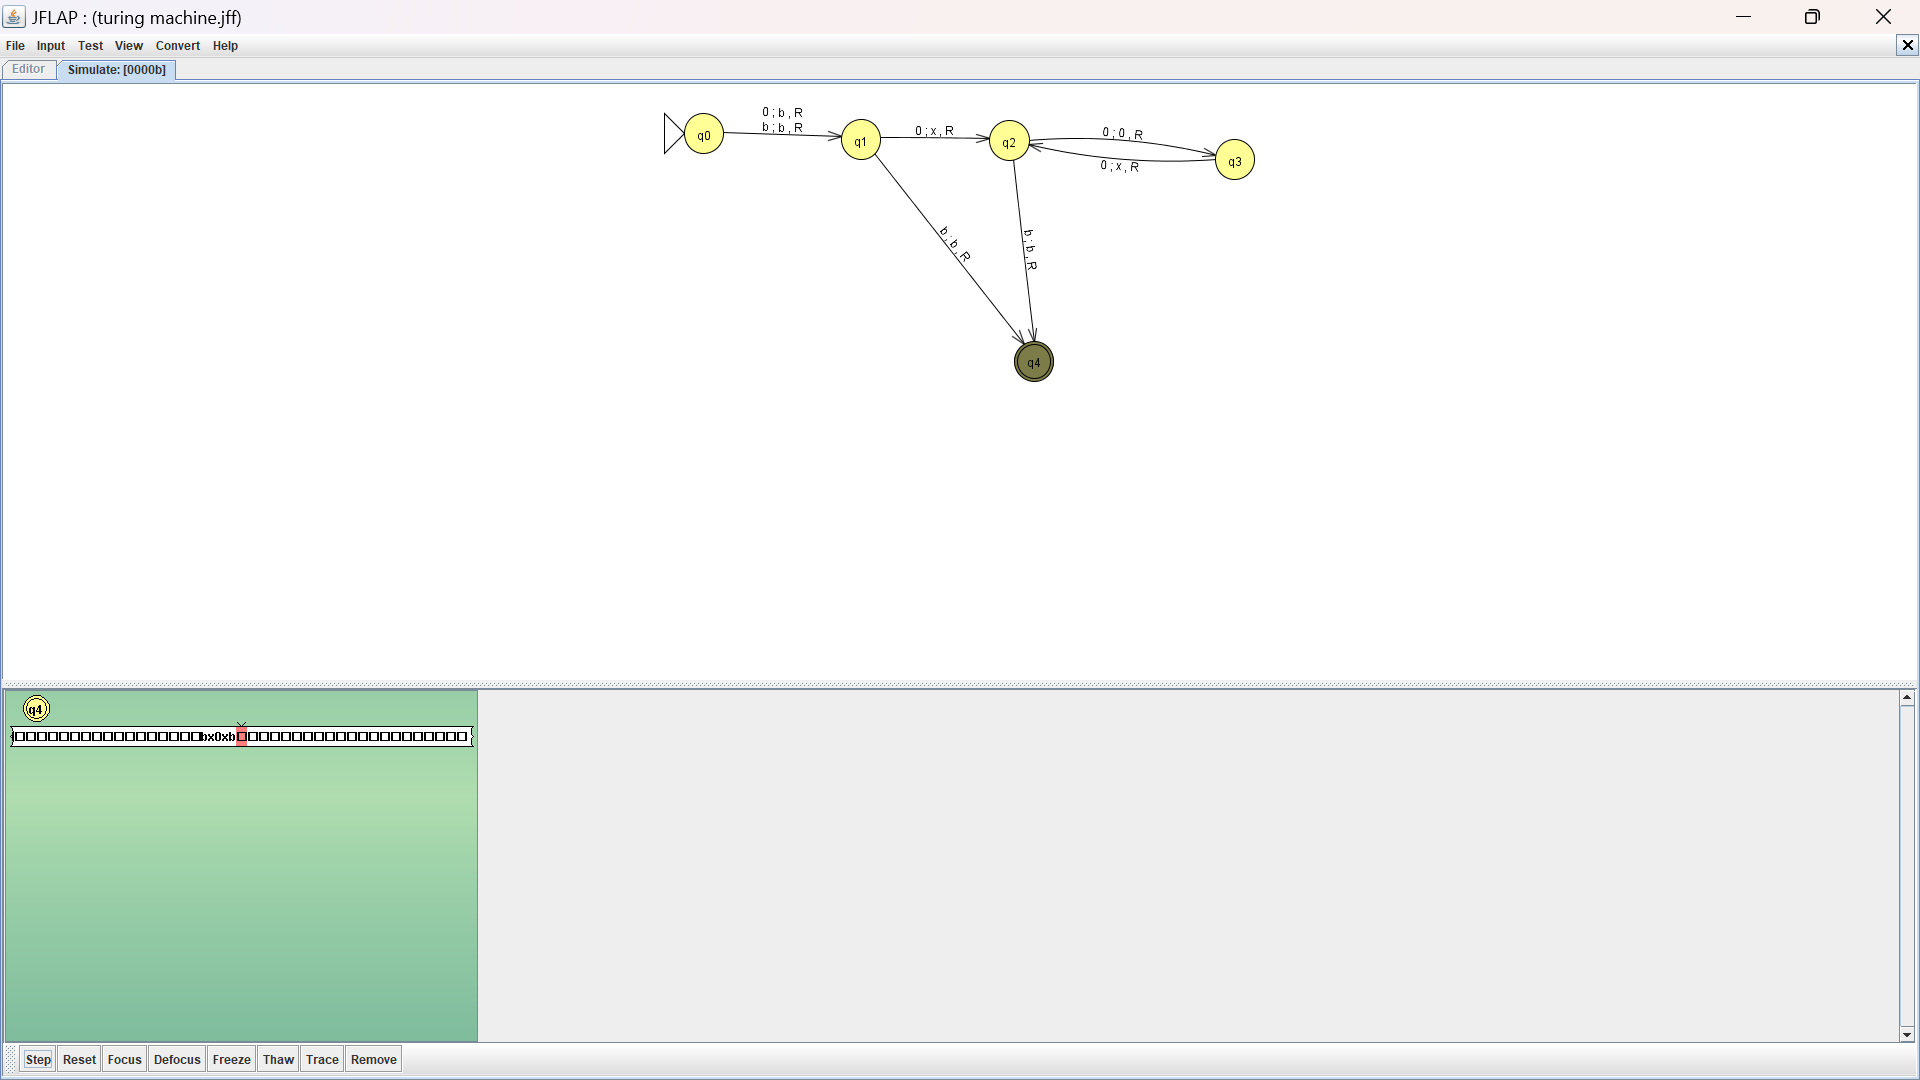 JFLAP : (turing machine.jff)
File Input Test View Convert Help
Editor Simulate: [0000b]
0 ; b , R
b ; b , R
0 ; x , R
0 ; 0 , R
0 ; x , R
q0 q1 q2 q3
b ; b , R
b ; b , R
q4
q4
bx0xb
Step Reset Focus Defocus Freeze Thaw Trace Remove